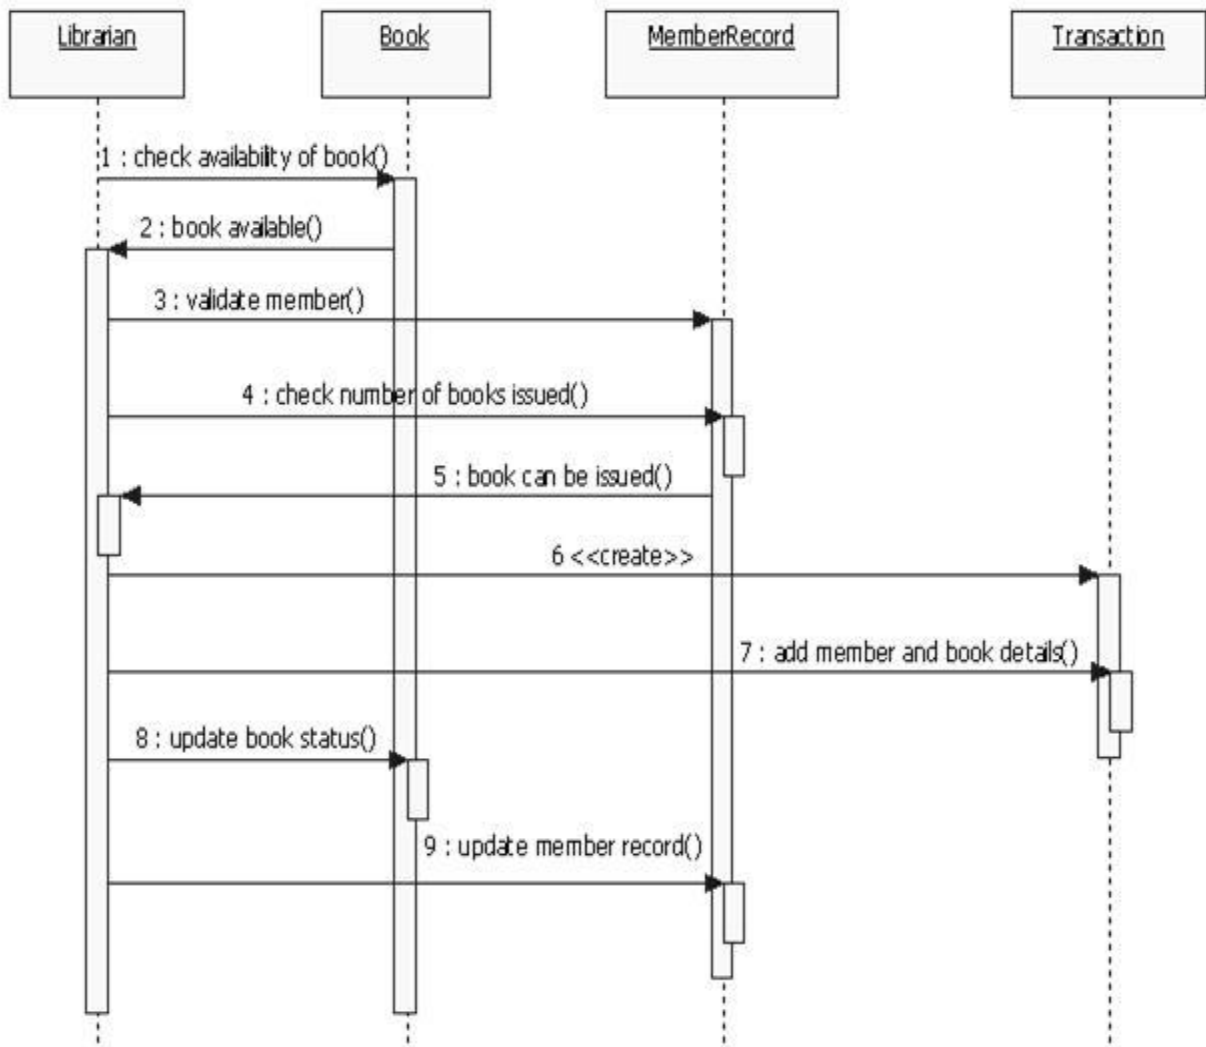 Librarian
Book
MemberRecord
Transaction
1 : check availability of book()
2 : book available()
3 : validate member()
4 : check number of books issued()
5 : book can be issued()
6 <<create>>
7 : add member and book details()
8 : update book status()
9 : update member record()